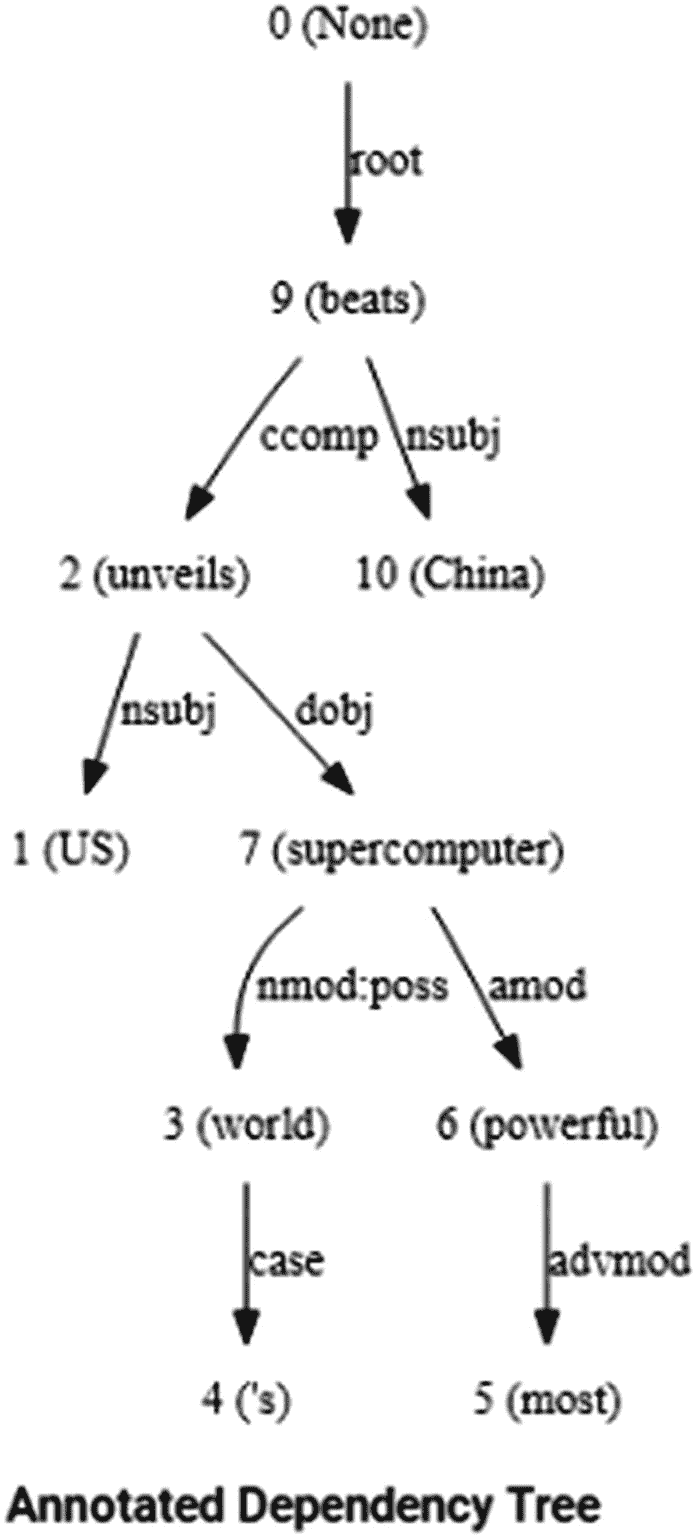 0 (None)
root
9 (beats)
ccomp nsubj
2 (unveils) 10 (China)
nsubj dobj
1 (US) 7 (supercomputer)
nmod:poss amod
3 (world) 6 (powerful)
case advmod
4 ('s) 5 (most)
Annotated Dependency Tree